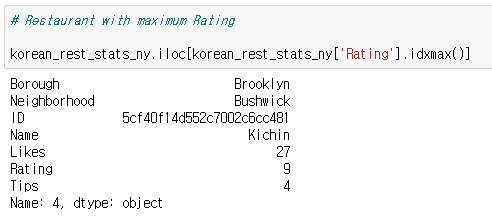 # Restaurant with maximum Rating
korean_rest_stats_ny.iloc[korean_rest_stats_ny['Rating'].idxmax()]
Borough Brooklyn
Neighborhood Bushwick
ID 5cf40f14d552c7002c6cc481
Name Kichin
Likes 27
Rating 9
Tips 4
Name: 4, dtype: object